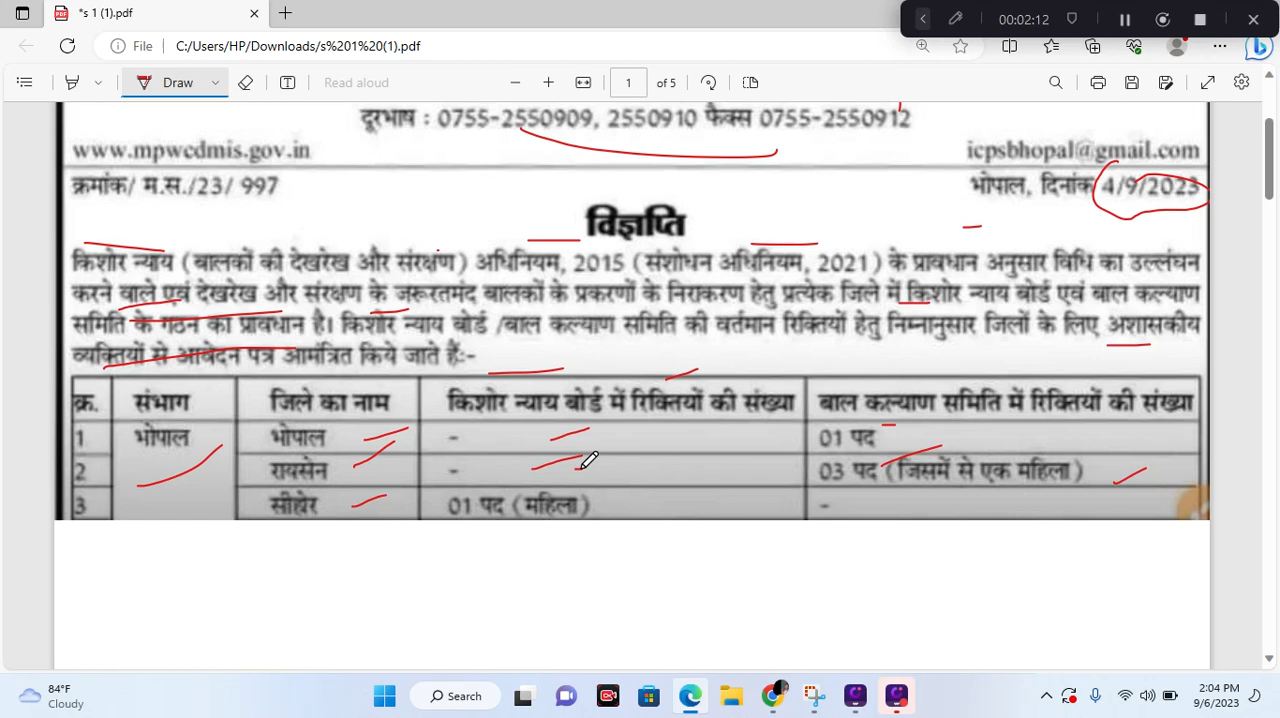 *s 1 (1).pdf
00:02:12
File C:/Users/HP/Downloads/s%201%20(1).pdf
Draw Read aloud 1 of 5
दूरभाष : 0755-2550909, 2550910 फैक्स 0755-2550912
www.mpwcdmis.gov.in icpsbhopal@gmail.com
क्रमांक/ म.स./23/ 997 भोपाल, दिनांक 4/9/2023
विज्ञप्ति
किशोर न्याय (बालकों की देखरेख और संरक्षण) अधिनियम, 2015 (संशोधन अधिनियम, 2021) के प्रावधान अनुसार विधि का उल्लंघन
करने वाले एवं देखरेख और संरक्षण के जरूरतमंद बालकों के प्रकरणों के निराकरण हेतु प्रत्येक जिले में किशोर न्याय बोर्ड एवं बाल कल्याण
समिति के गठन का प्रावधान है। किशोर न्याय बोर्ड /बाल कल्याण समिति की वर्तमान रिक्तियों हेतु निम्नानुसार जिलों के लिए अशासकीय
व्यक्तियों से आवेदन पत्र आमंत्रित किये जाते हैं:-
क्र. संभाग जिले का नाम किशोर न्याय बोर्ड में रिक्तियों की संख्या बाल कल्याण समिति में रिक्तियों की संख्या
1 भोपाल भोपाल - 01 पद
2 रायसेन - 03 पद (जिसमें से एक महिला)
3 सीहोर 01 पद (महिला) -
84°F
Cloudy
Search
2:04 PM
9/6/2023